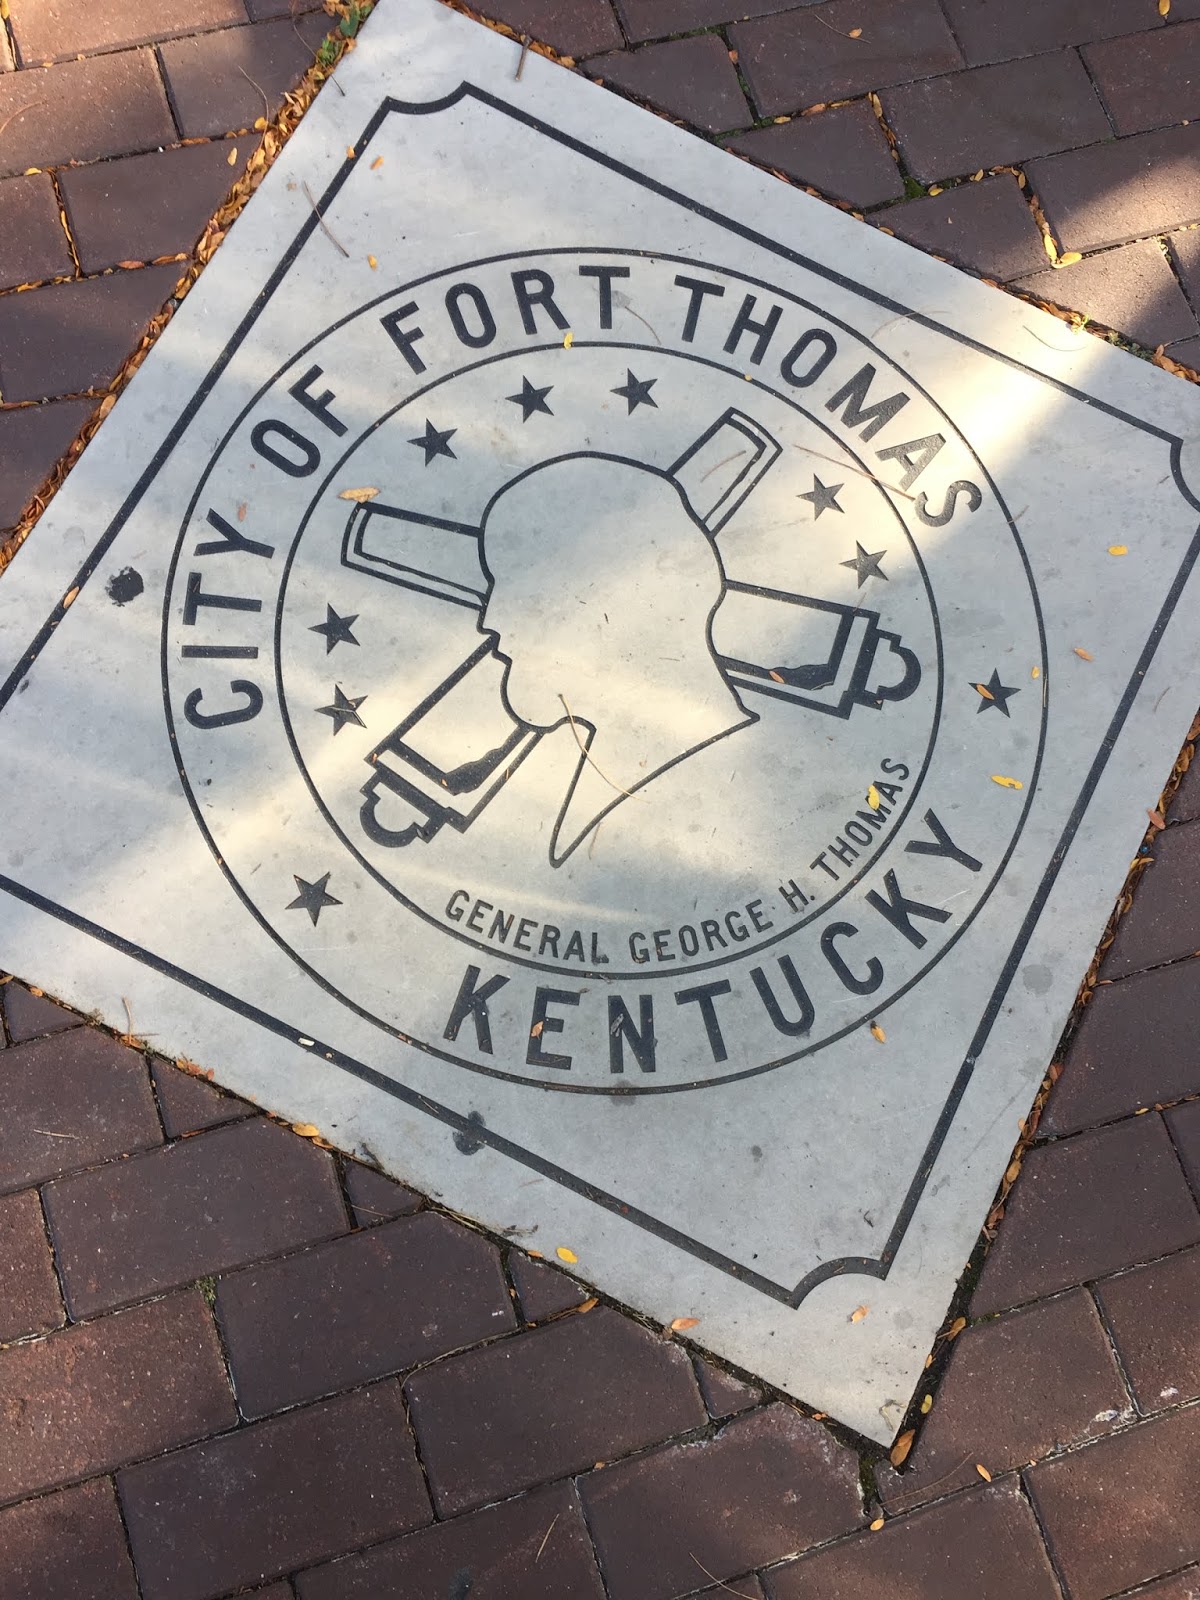 CITY OF FORT THOMAS
GENERAL GEORGE H. THOMAS
KENTUCKY